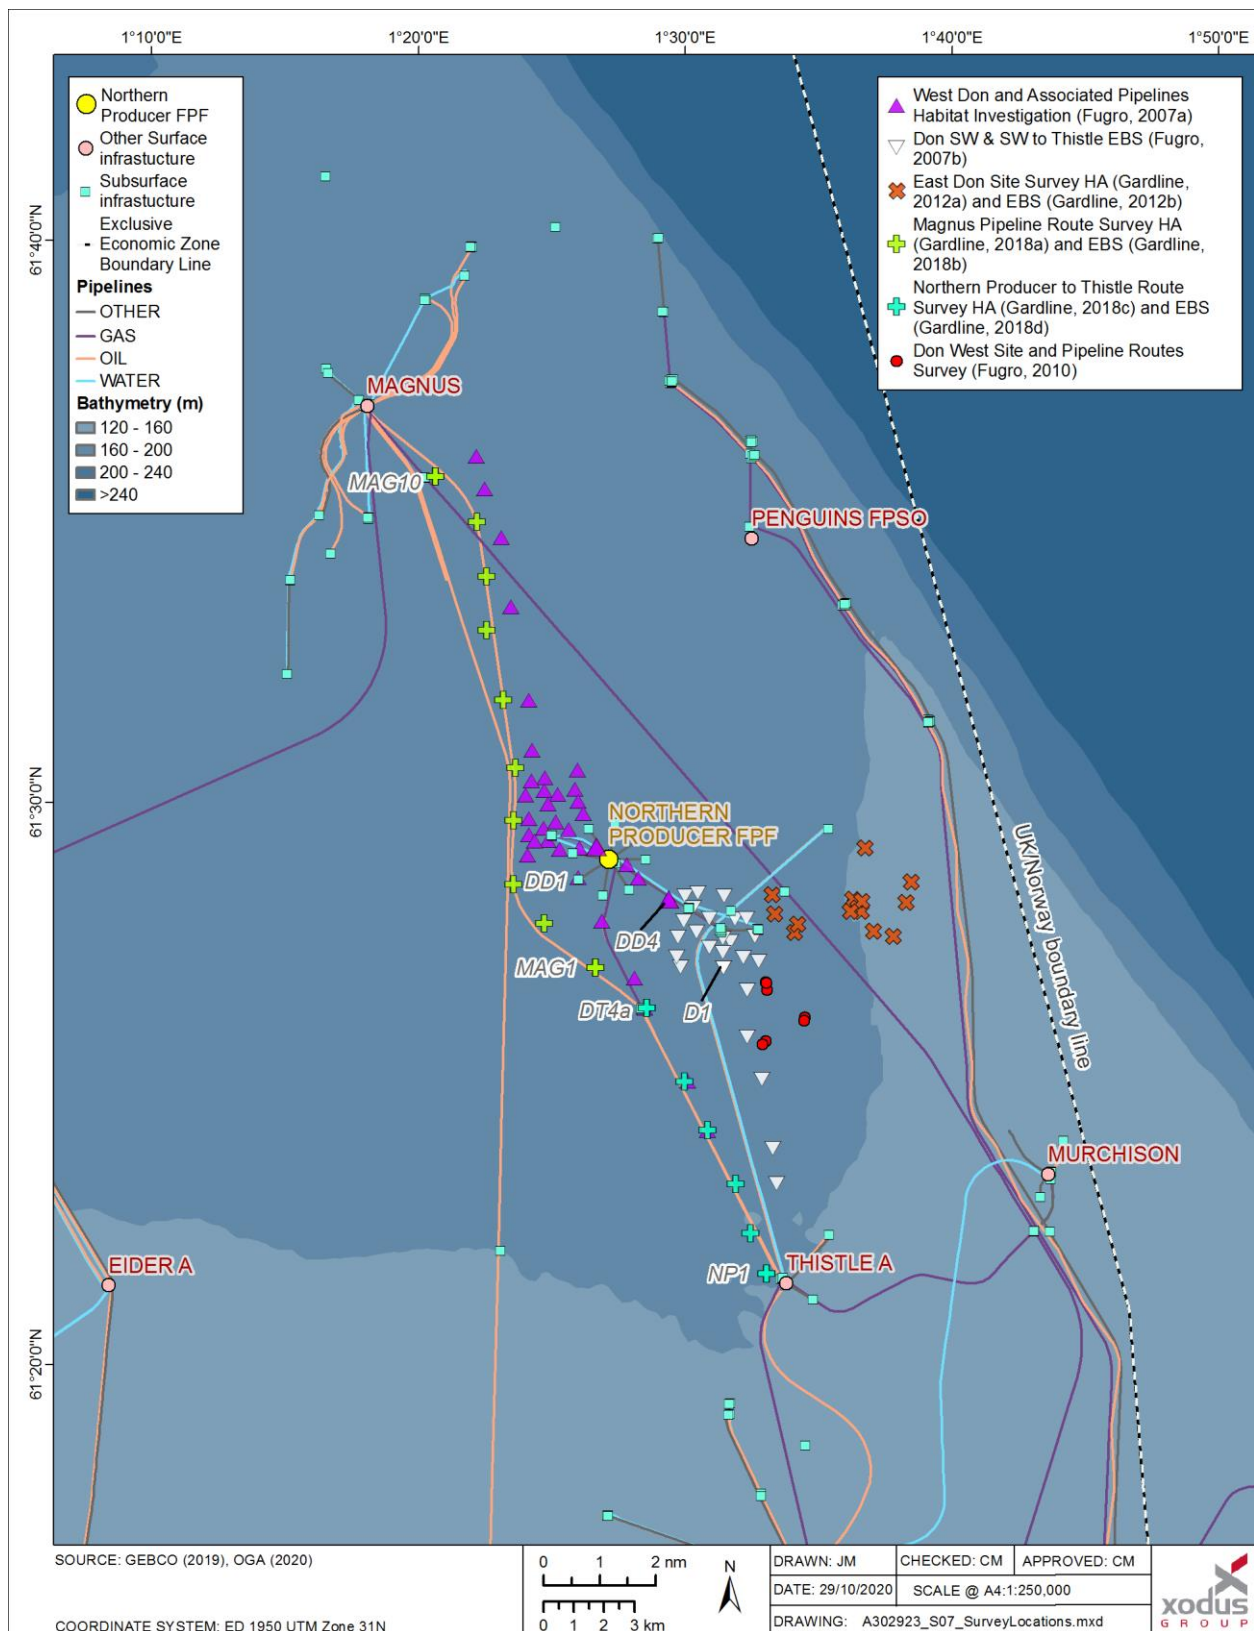 1°10'0"E
1°20'0"E
1°30'0"E
1°40'0"E
1°50'0"E
61°40'0"N
61°30'0"N
61°20'0"N
Northern
Producer FPF
Other Surface
infrastucture
Subsurface
infrastucture
Exclusive
Economic Zone
Boundary Line
Pipelines
OTHER
GAS
OIL
WATER
Bathymetry (m)
120 - 160
160 - 200
200 - 240
>240
West Don and Associated Pipelines
Habitat Investigation (Fugro, 2007a)
Don SW & SW to Thistle EBS (Fugro,
2007b)
East Don Site Survey HA (Gardline,
2012a) and EBS (Gardline, 2012b)
Magnus Pipeline Route Survey HA
(Gardline, 2018a) and EBS (Gardline,
2018b)
Northern Producer to Thistle Route
Survey HA (Gardline, 2018c) and EBS
(Gardline, 2018d)
Don West Site and Pipeline Routes
Survey (Fugro, 2010)
MAGNUS
MAG10
PENGUINS FPSO
NORTHERN
PRODUCER FPF
DD1
DD4
MAG1
DT4a
D1
UK/Norway boundary line
MURCHISON
EIDER A
NP1
THISTLE A
SOURCE: GEBCO (2019), OGA (2020)
COORDINATE SYSTEM: ED 1950 UTM Zone 31N
0 1 2 nm
0 1 2 3 km
N
DRAWN: JM
CHECKED: CM
APPROVED: CM
DATE: 29/10/2020
SCALE @ A4:1:250,000
DRAWING: A302923_S07_SurveyLocations.mxd
xodus
GROUP